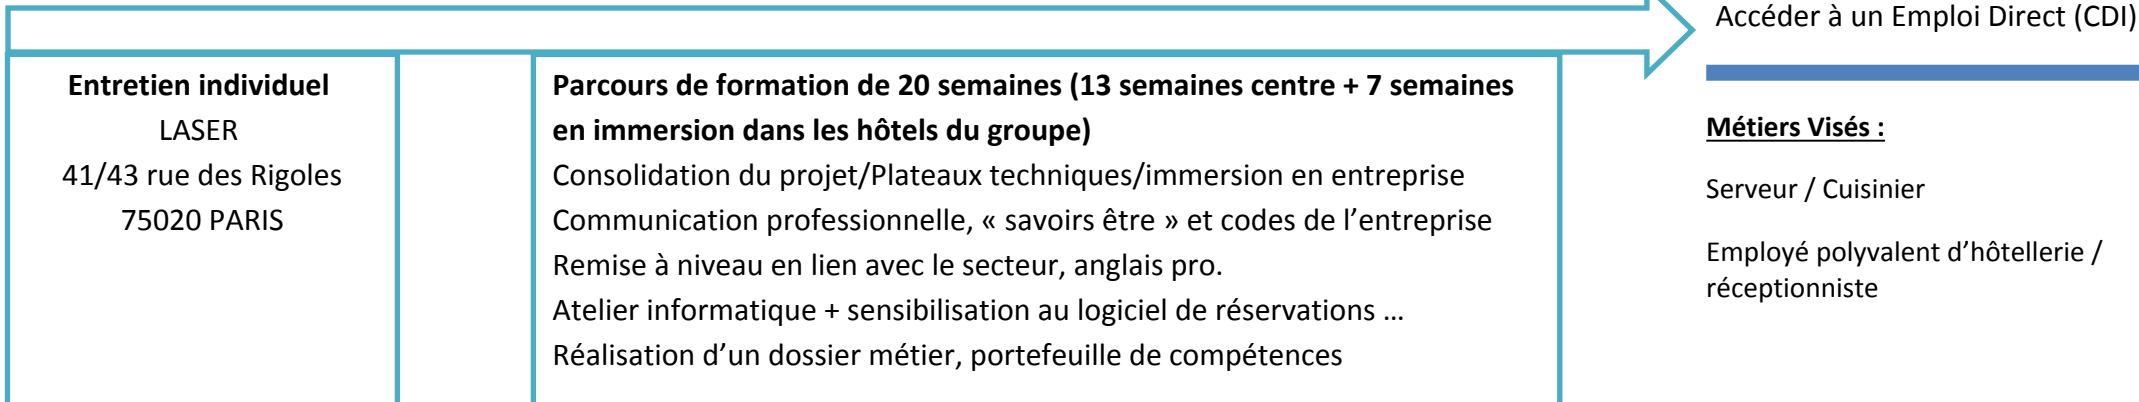 Accéder à un Emploi Direct (CDI)
Entretien individuel
LASER
41/43 rue des Rigoles
75020 PARIS
Parcours de formation de 20 semaines (13 semaines centre + 7 semaines
en immersion dans les hôtels du groupe)
Consolidation du projet/Plateaux techniques/immersion en entreprise
Communication professionnelle, « savoirs être » et codes de l’entreprise
Remise à niveau en lien avec le secteur, anglais pro.
Atelier informatique + sensibilisation au logiciel de réservations …
Réalisation d’un dossier métier, portefeuille de compétences
Métiers Visés :
Serveur / Cuisinier
Employé polyvalent d’hôtellerie /
réceptionniste